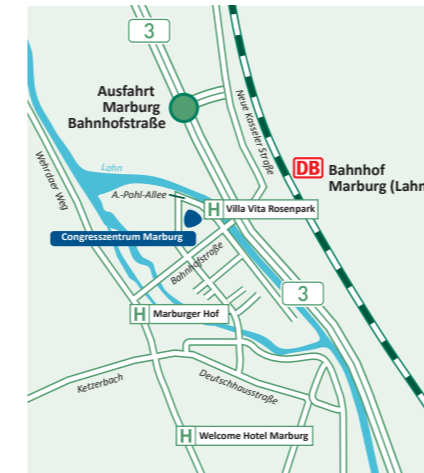 3
Ausfahrt
Marburg
Bahnhofstraße
Neue Kasseler Straße
Wehrdaer Weg
DB
Bahnhof
Marburg (Lahn
Lahn
A.-Pohl-Allee
H Villa Vita Rosenpark
Congresszentrum Marburg
Bahnhofstraße
3
H Marburger Hof
Ketzerbach
Deutschhausstraße
H Welcome Hotel Marburg